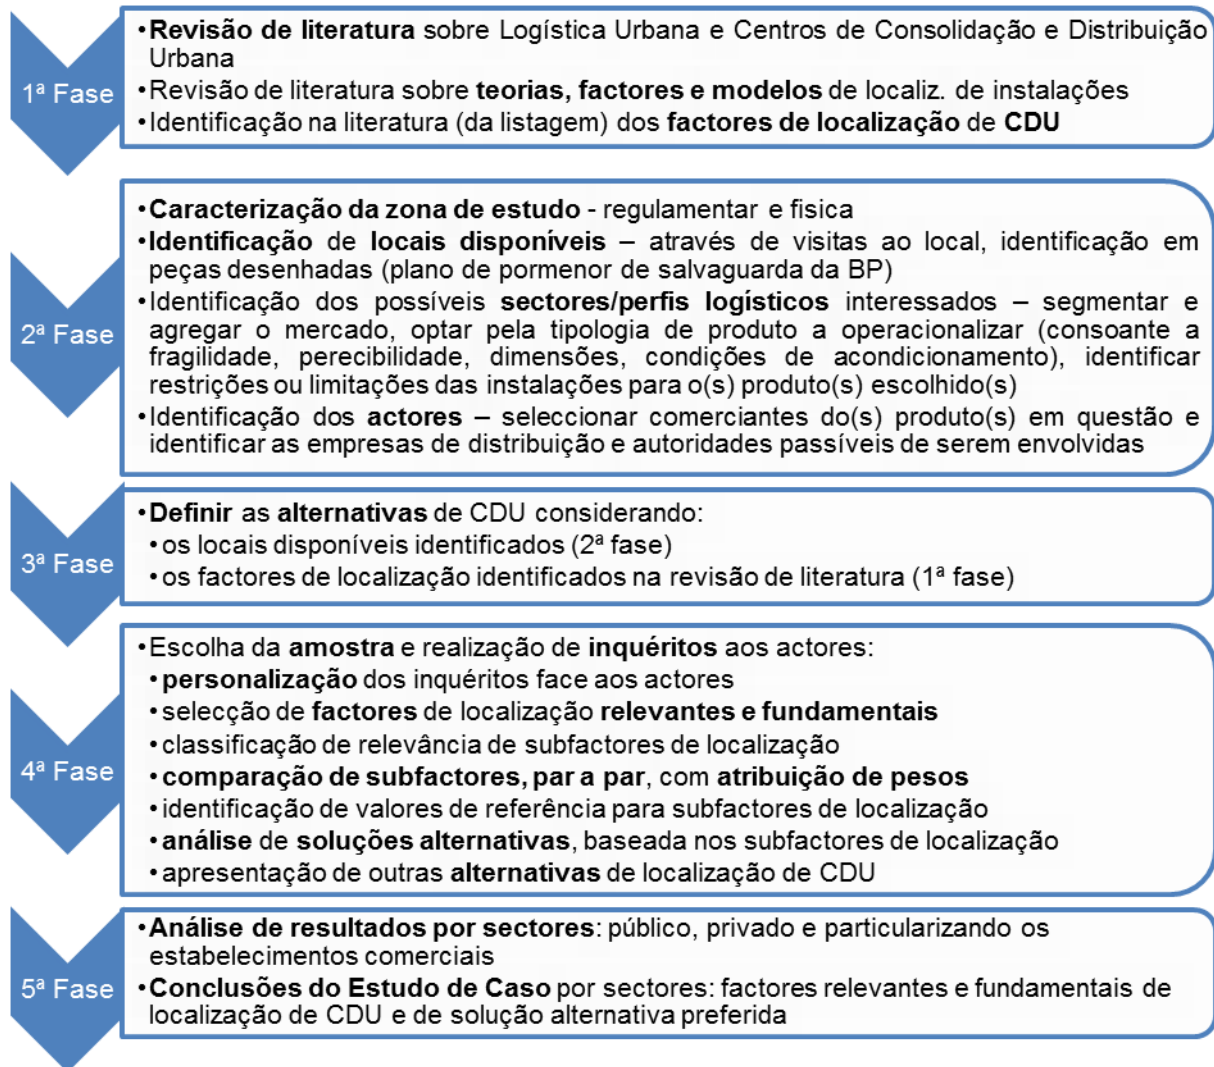 1ª Fase
•Revisão de literatura sobre Logística Urbana e Centros de Consolidação e Distribuição
Urbana
•Revisão de literatura sobre teorias, factores e modelos de localiz. de instalações
•Identificação na literatura (da listagem) dos factores de localização de CDU
2ª Fase
•Caracterização da zona de estudo - regulamentar e fisica
•Identificação de locais disponíveis – através de visitas ao local, identificação em
peças desenhadas (plano de pormenor de salvaguarda da BP)
•Identificação dos possíveis sectores/perfis logísticos interessados – segmentar e
agregar o mercado, optar pela tipologia de produto a operacionalizar (consoante a
fragilidade, perecibilidade, dimensões, condições de acondicionamento), identificar
restrições ou limitações das instalações para o(s) produto(s) escolhido(s)
•Identificação dos actores – seleccionar comerciantes do(s) produto(s) em questão e
identificar as empresas de distribuição e autoridades passíveis de serem envolvidas
3ª Fase
•Definir as alternativas de CDU considerando:
•os locais disponíveis identificados (2ª fase)
•os factores de localização identificados na revisão de literatura (1ª fase)
4ª Fase
•Escolha da amostra e realização de inquéritos aos actores:
•personalização dos inquéritos face aos actores
•selecção de factores de localização relevantes e fundamentais
•classificação de relevância de subfactores de localização
•comparação de subfactores, par a par, com atribuição de pesos
•identificação de valores de referência para subfactores de localização
•análise de soluções alternativas, baseada nos subfactores de localização
•apresentação de outras alternativas de localização de CDU
5ª Fase
•Análise de resultados por sectores: público, privado e particularizando os
estabelecimentos comerciais
•Conclusões do Estudo de Caso por sectores: factores relevantes e fundamentais de
localização de CDU e de solução alternativa preferida